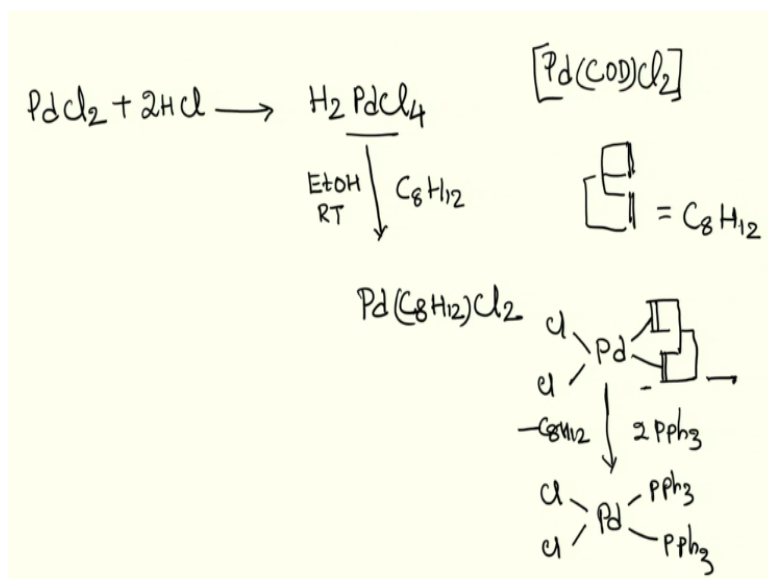 [Pd(COD)Cl2]
PdCl2 + 2HCl → H2PdCl4
EtOH
RT
C8H12
= C8H12
Pd(C8H12)Cl2
Cl
Pd
Cl
-C8H12 2PPh3
Cl PPh3
Pd
Cl PPh3